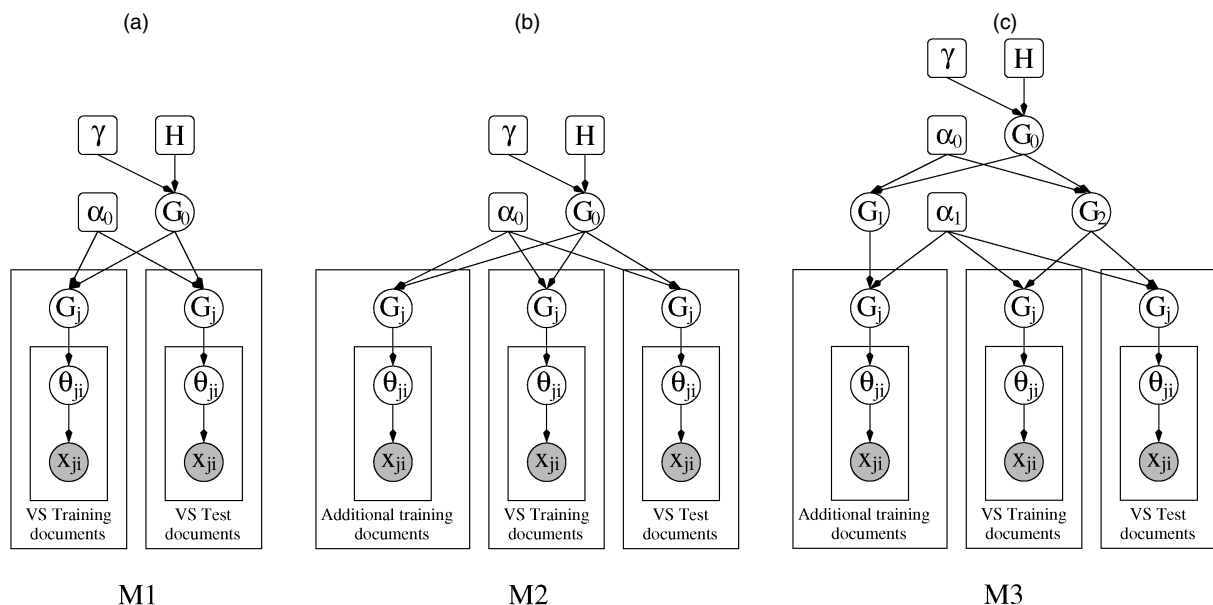 (a)
γ H
α0 G0
Gj Gj
θji θji
xji xji
VS Training documents
VS Test documents
M1
(b)
γ H
α0 G0
Gj Gj Gj
θji θji θji
xji xji xji
Additional training documents
VS Training documents
VS Test documents
M2
(c)
γ H
α0 G0
G1 α1 G2
Gj Gj Gj
θji θji θji
xji xji xji
Additional training documents
VS Training documents
VS Test documents
M3